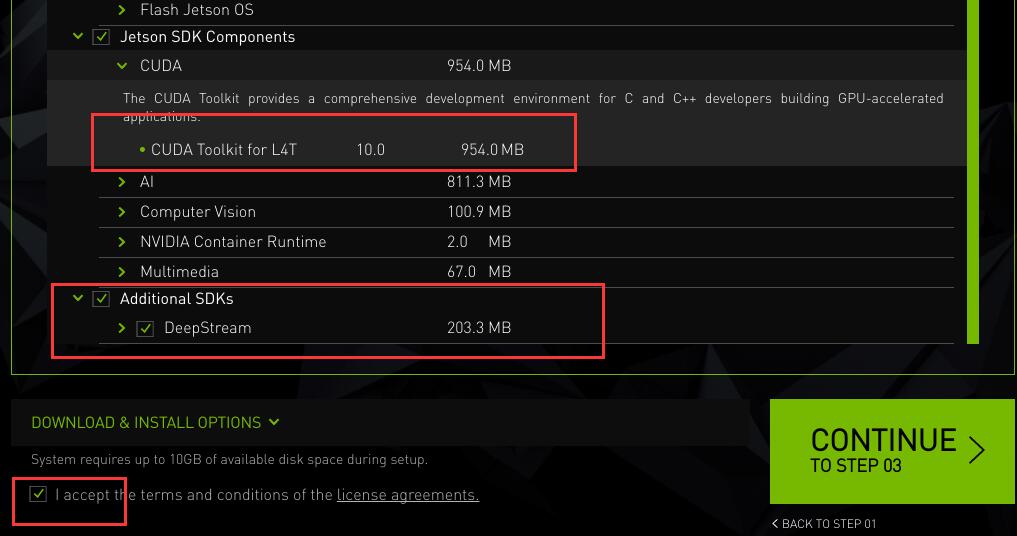 Flash Jetson OS
Jetson SDK Components
CUDA 954.0 MB
The CUDA Toolkit provides a comprehensive development environment for C and C++ developers building GPU-accelerated
applications.
• CUDA Toolkit for L4T 10.0 954.0 MB
AI 811.3 MB
Computer Vision 100.9 MB
NVIDIA Container Runtime 2.0 MB
Multimedia 67.0 MB
Additional SDKs
DeepStream 203.3 MB
DOWNLOAD & INSTALL OPTIONS
System requires up to 10GB of available disk space during setup.
I accept the terms and conditions of the license agreements.
CONTINUE
TO STEP 03
BACK TO STEP 01